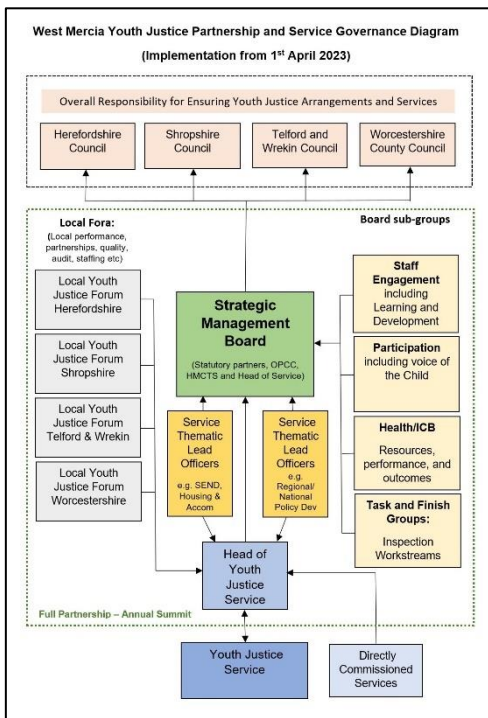 West Mercia Youth Justice Partnership and Service Governance Diagram
(Implementation from 1st April 2023)
Overall Responsibility for Ensuring Youth Justice Arrangements and Services
Herefordshire
Council
Shropshire
Council
Telford and
Wrekin Council
Worcestershire
County Council
Local Fora:
(Local performance,
partnerships, quality,
audit, staffing etc)
Local Youth
Justice Forum
Herefordshire
Local Youth
Justice Forum
Shropshire
Local Youth
Justice Forum
Telford & Wrekin
Local Youth
Justice Forum
Worcestershire
Strategic
Management
Board
(Statutory partners, OPCC,
HMCTS and Head of Service)
Service
Thematic
Lead
Officers
e.g. SEND,
Housing &
Accom
Service
Thematic
Lead
Officers
e.g.
Regional/
National
Policy Dev
Board sub-groups
Staff
Engagement
including
Learning and
Development
Participation
including voice of
the Child
Health/ICB
Resources,
performance, and
outcomes
Task and Finish
Groups:
Inspection
Workstreams
Head of
Youth
Justice
Service
Full Partnership – Annual Summit
Youth Justice
Service
Directly
Commissioned
Services